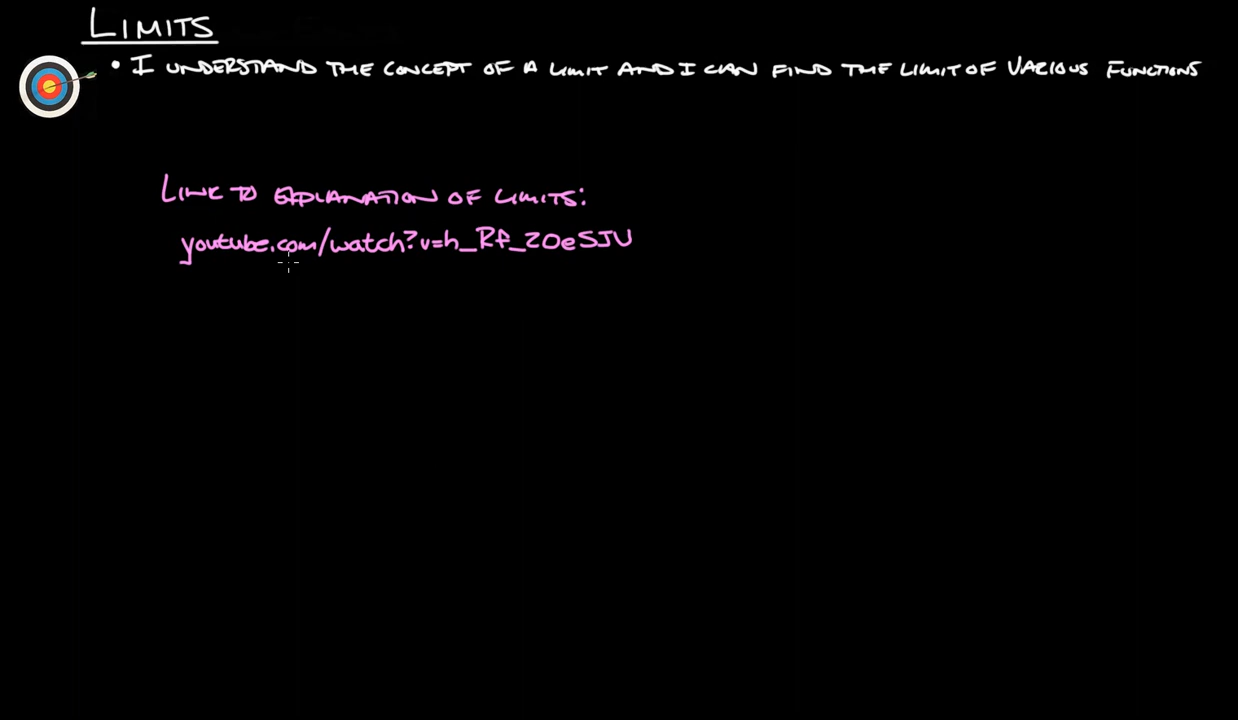 LIMITS
• I UNDERSTAND THE CONCEPT OF A LIMIT AND I CAN FIND THE LIMIT OF VARIOUS FUNCTIONS
LINK TO EXPLANATION OF LIMITS:
youtube.com/watch?v=h_Rf_ZOeSJU